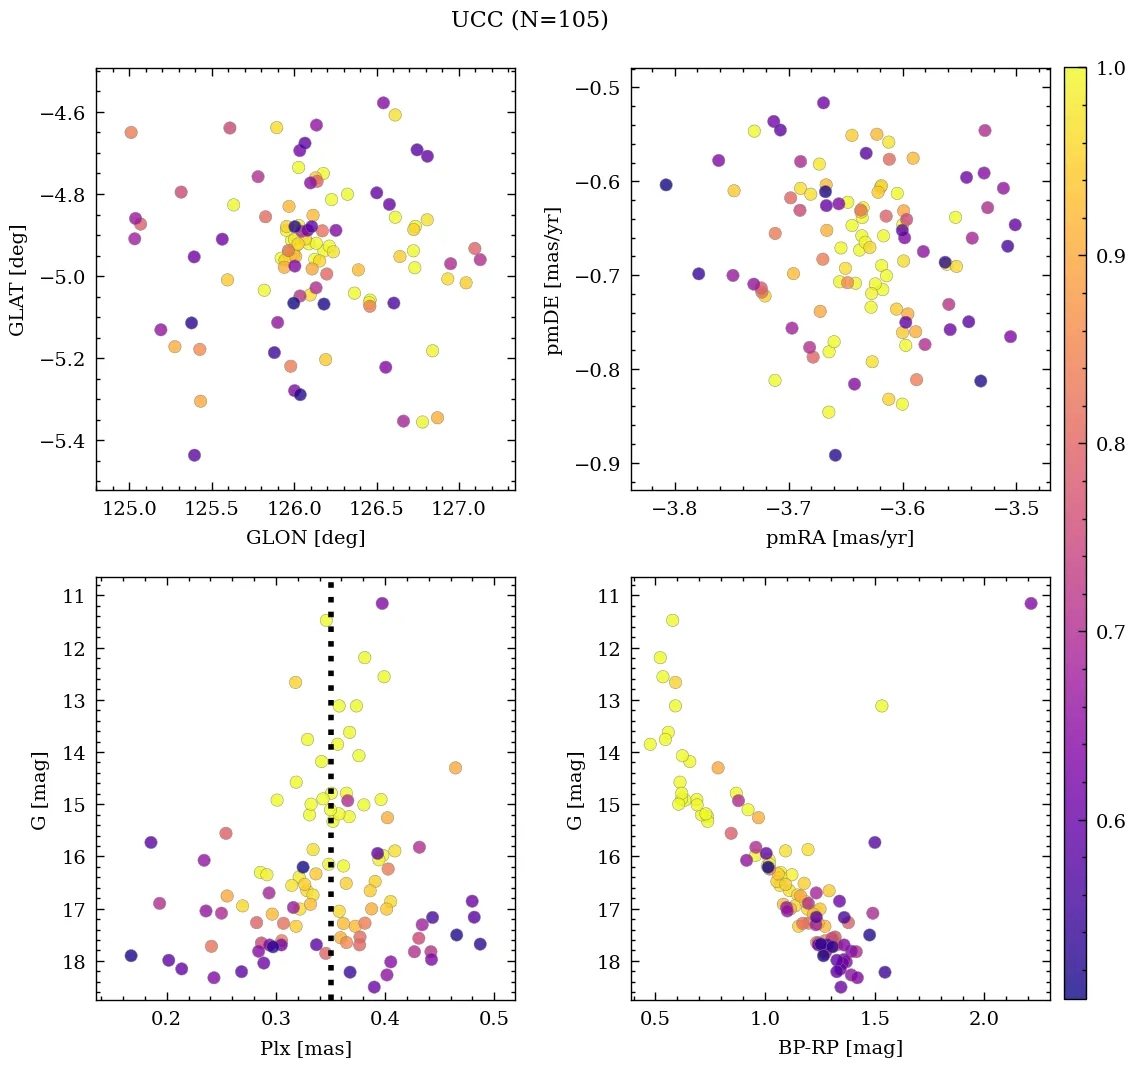 UCC (N=105)
−4.6
−4.8
−5.0
−5.2
−5.4
GLAT [deg]
125.0 125.5 126.0 126.5 127.0
GLON [deg]
−0.5
−0.6
−0.7
−0.8
−0.9
pmDE [mas/yr]
−3.8 −3.7 −3.6 −3.5
pmRA [mas/yr]
11
12
13
14
15
16
17
18
G [mag]
0.2 0.3 0.4 0.5
Plx [mas]
11
12
13
14
15
16
17
18
G [mag]
0.5 1.0 1.5 2.0
BP-RP [mag]
1.0
0.9
0.8
0.7
0.6